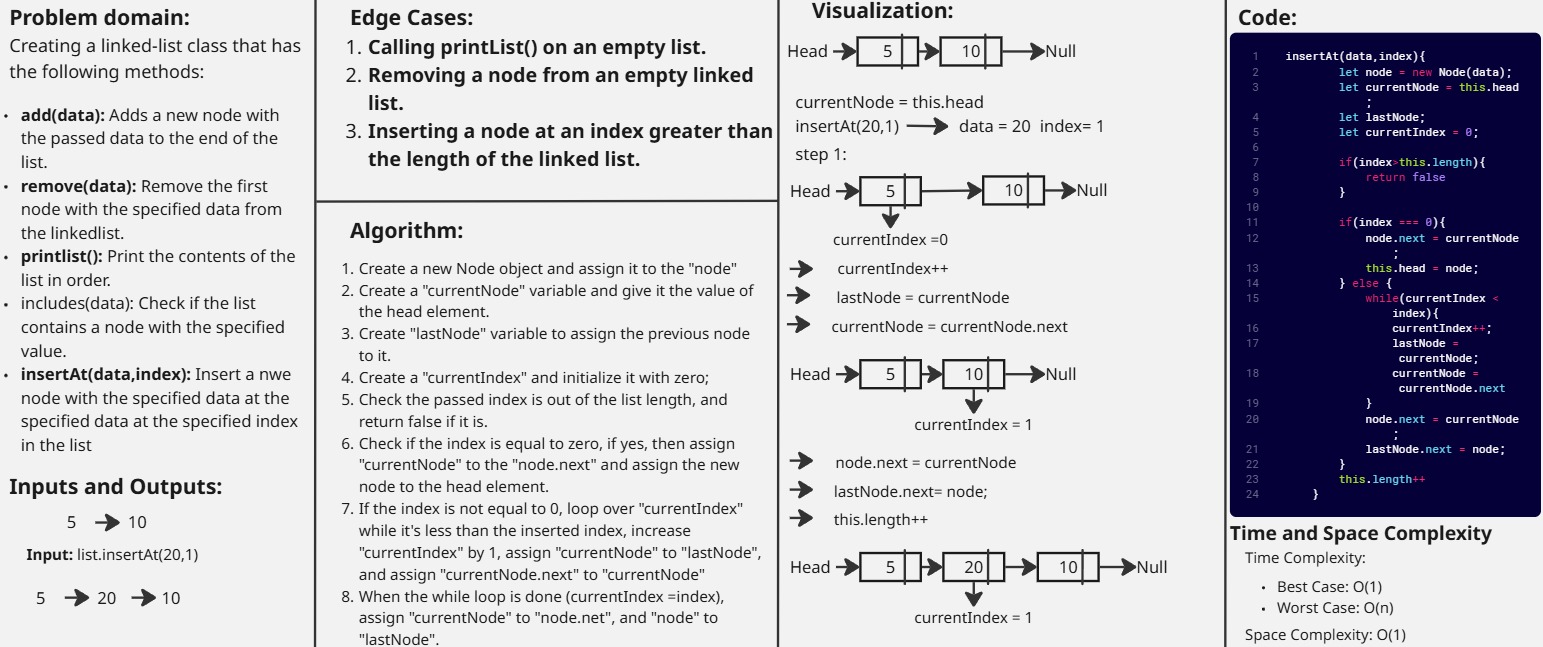 Problem domain:
Creating a linked-list class that has
the following methods:
• add(data): Adds a new node with
the passed data to the end of the
list.
• remove(data): Remove the first
node with the specified data from
the linkedlist.
• printlist(): Print the contents of the
list in order.
• includes(data): Check if the list
contains a node with the specified
value.
• insertAt(data,index): Insert a nwe
node with the specified data at the
specified data at the specified index
in the list
Inputs and Outputs:
5 10
Input: list.insertAt(20,1)
5 20 10
Edge Cases:
1. Calling printList() on an empty list.
2. Removing a node from an empty linked
list.
3. Inserting a node at an index greater than
the length of the linked list.
Algorithm:
1. Create a new Node object and assign it to the "node"
2. Create a "currentNode" variable and give it the value of
the head element.
3. Create "lastNode" variable to assign the previous node
to it.
4. Create a "currentIndex" and initialize it with zero;
5. Check the passed index is out of the list length, and
return false if it is.
6. Check if the index is equal to zero, if yes, then assign
"currentNode" to the "node.next" and assign the new
node to the head element.
7. If the index is not equal to 0, loop over "currentIndex"
while it's less than the inserted index, increase
"currentIndex" by 1, assign "currentNode" to "lastNode",
and assign "currentNode.next" to "currentNode"
8. When the while loop is done (currentIndex =index),
assign "currentNode" to "node.net", and "node" to
"lastNode".
Visualization:
Head 5 10 Null
currentNode = this.head
insertAt(20,1) data = 20 index= 1
step 1:
Head 5 10 Null
currentIndex =0
currentIndex++
lastNode = currentNode
currentNode = currentNode.next
Head 5 10 Null
currentIndex = 1
node.next = currentNode
lastNode.next= node;
this.length++
Head 5 20 10 Null
currentIndex = 1
Code:
1 insertAt(data,index){
2 let node = new Node(data);
3 let currentNode = this.head
;
4 let lastNode;
5 let currentIndex = 0;
6
7 if(index>this.length){
8 return false
9 }
10
11 if(index === 0){
12 node.next = currentNode
;
13 this.head = node;
14 } else {
15 while(currentIndex <
index){
16 currentIndex++;
17 lastNode =
currentNode;
18 currentNode =
currentNode.next
19 }
20 node.next = currentNode
;
21 lastNode.next = node;
22 }
23 this.length++
24 }
Time and Space Complexity
Time Complexity:
• Best Case: O(1)
• Worst Case: O(n)
Space Complexity: O(1)